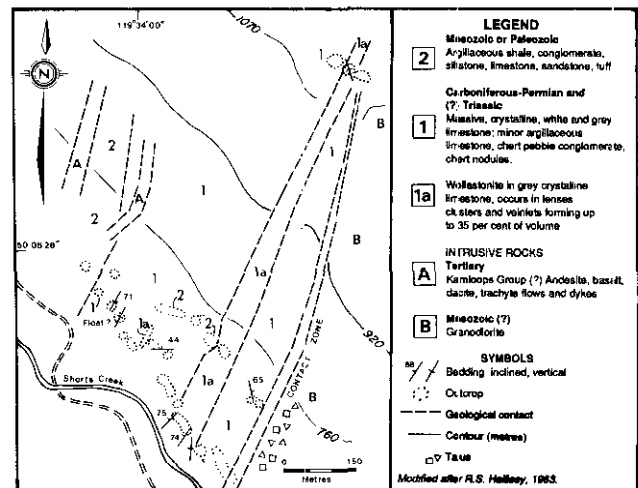 119°34'00"
1070
1a
1
N
B
2
1
A
1
2
A
B
50 08 28
1a
1
920
1
2
71
Float ?
1a
2
44
CONTACT ZONE
65
B
Shorts Creek
1a
75
74
1
760
0 150
Metres
LEGEND
Mesozoic or Paleozoic
2
Argillaceous shale, conglomerate,
siltstone, limestone, sandstone, tuff
Carboniferous-Permian and
(?) Triassic
1
Massive, crystalline, white and grey
limestone; minor argillaceous
limestone, chert pebble conglomerate,
chert nodules.
1a
Wollastonite in grey crystalline
limestone, occurs in lenses
clusters and veinlets forming up
to 35 per cent of volume
INTRUSIVE ROCKS
Tertiary
A
Kamloops Group (?) Andesite, basalt,
dacite, trachyte flows and dykes
Mesozoic (?)
B
Granodiorite
SYMBOLS
68
Bedding inclined, vertical
Outcrop
Geological contact
Contour (metres)
Talus
Modified after R.S. Hallisey, 1963.